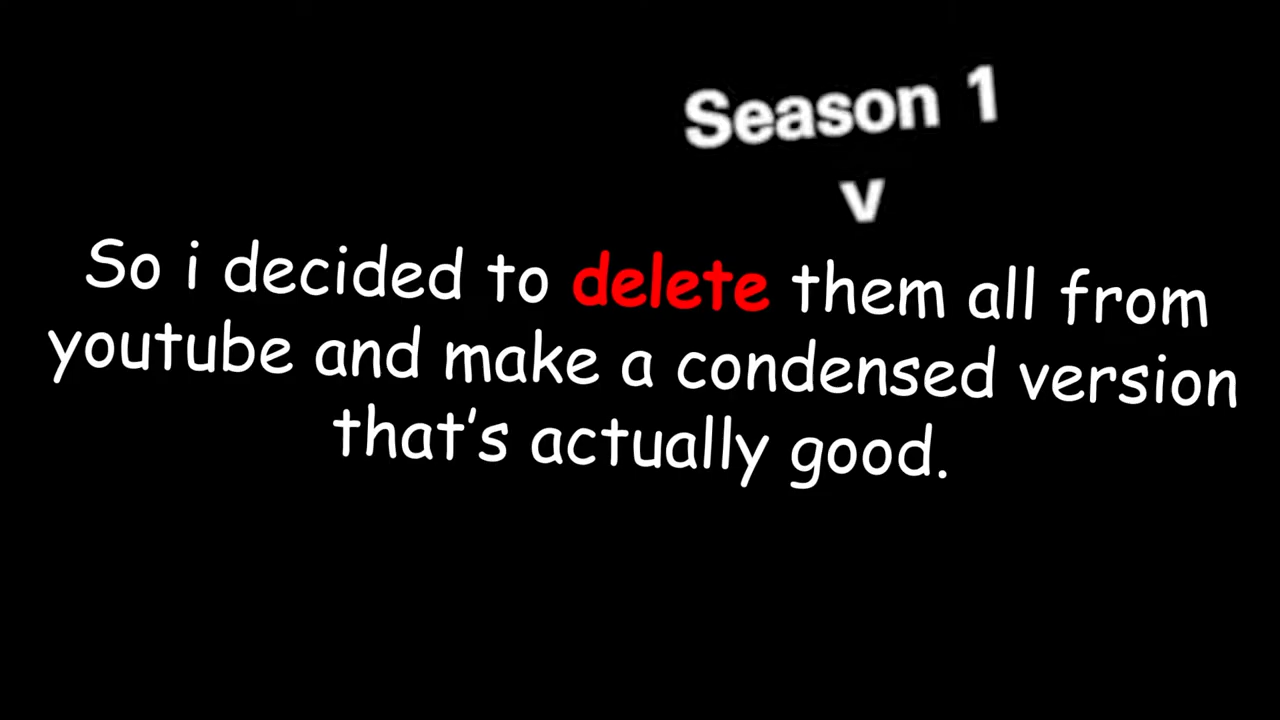 Season 1
v
So i decided to delete them all from
youtube and make a condensed version
that's actually good.